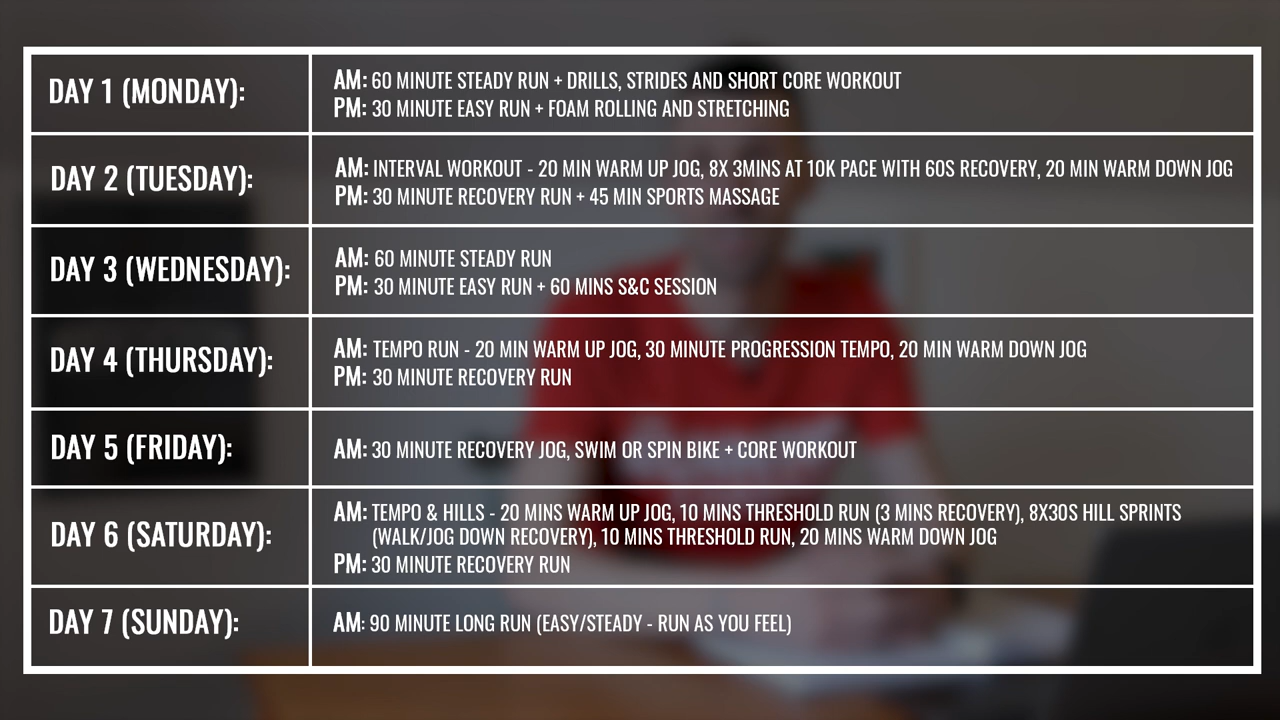 DAY 1 (MONDAY):
AM: 60 MINUTE STEADY RUN + DRILLS, STRIDES AND SHORT CORE WORKOUT
PM: 30 MINUTE EASY RUN + FOAM ROLLING AND STRETCHING
DAY 2 (TUESDAY):
AM: INTERVAL WORKOUT - 20 MIN WARM UP JOG, 8X 3MINS AT 10K PACE WITH 60S RECOVERY, 20 MIN WARM DOWN JOG
PM: 30 MINUTE RECOVERY RUN + 45 MIN SPORTS MASSAGE
DAY 3 (WEDNESDAY):
AM: 60 MINUTE STEADY RUN
PM: 30 MINUTE EASY RUN + 60 MINS S&C SESSION
DAY 4 (THURSDAY):
AM: TEMPO RUN - 20 MIN WARM UP JOG, 30 MINUTE PROGRESSION TEMPO, 20 MIN WARM DOWN JOG
PM: 30 MINUTE RECOVERY RUN
DAY 5 (FRIDAY):
AM: 30 MINUTE RECOVERY JOG, SWIM OR SPIN BIKE + CORE WORKOUT
DAY 6 (SATURDAY):
AM: TEMPO & HILLS - 20 MINS WARM UP JOG, 10 MINS THRESHOLD RUN (3 MINS RECOVERY), 8X30S HILL SPRINTS
(WALK/JOG DOWN RECOVERY), 10 MINS THRESHOLD RUN, 20 MINS WARM DOWN JOG
PM: 30 MINUTE RECOVERY RUN
DAY 7 (SUNDAY):
AM: 90 MINUTE LONG RUN (EASY/STEADY - RUN AS YOU FEEL)